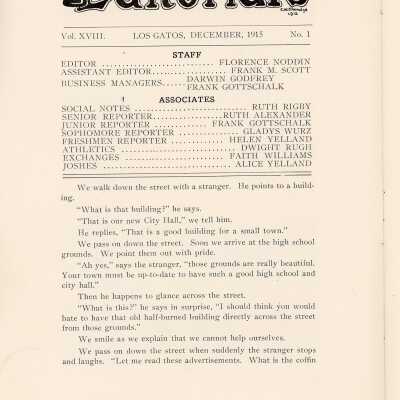 Editorials
Vol. XVIII. LOS GATOS, DECEMBER, 1915 No. 1
STAFF
EDITOR ........................... FLORENCE NODDIN
ASSISTANT EDITOR .................. FRANK M. SCOTT
BUSINESS MANAGERS...... DARWIN GODFREY
FRANK GOTTSCHALK
ASSOCIATES
SOCIAL NOTES ........................... RUTH RIGBY
SENIOR REPORTER.................RUTH ALEXANDER
JUNIOR REPORTER ............. FRANK GOTTSCHALK
SOPHOMORE REPORTER ............... GLADYS WURZ
FRESHMEN REPORTER ............... HELEN YELLAND
ATHLETICS ........................... DWIGHT RUGH
EXCHANGES ........................ FAITH WILLIAMS
JOSHES ............................ ALICE YELLAND
We walk down the street with a stranger. He points to a build-
ing.
"What is that building?" he says.
"That is our new City Hall," we tell him.
He replies, "That is a good building for a small town."
We pass on down the street. Soon we arrive at the high school
grounds. We point them out with pride.
"Ah yes," says the stranger, "those grounds are really beautiful.
Your town must be up-to-date to have such a good high school and
city hall."
Then he happens to glance across the street.
"What is this?" he says in surprise, "I should think you would
hate to have that old half-burned building directly across the street
from those grounds."
We smile as we explain that we cannot help ourselves.
We pass on down the street when suddenly the stranger stops
and laughs. "Let me read these advertisements. What is the coffin